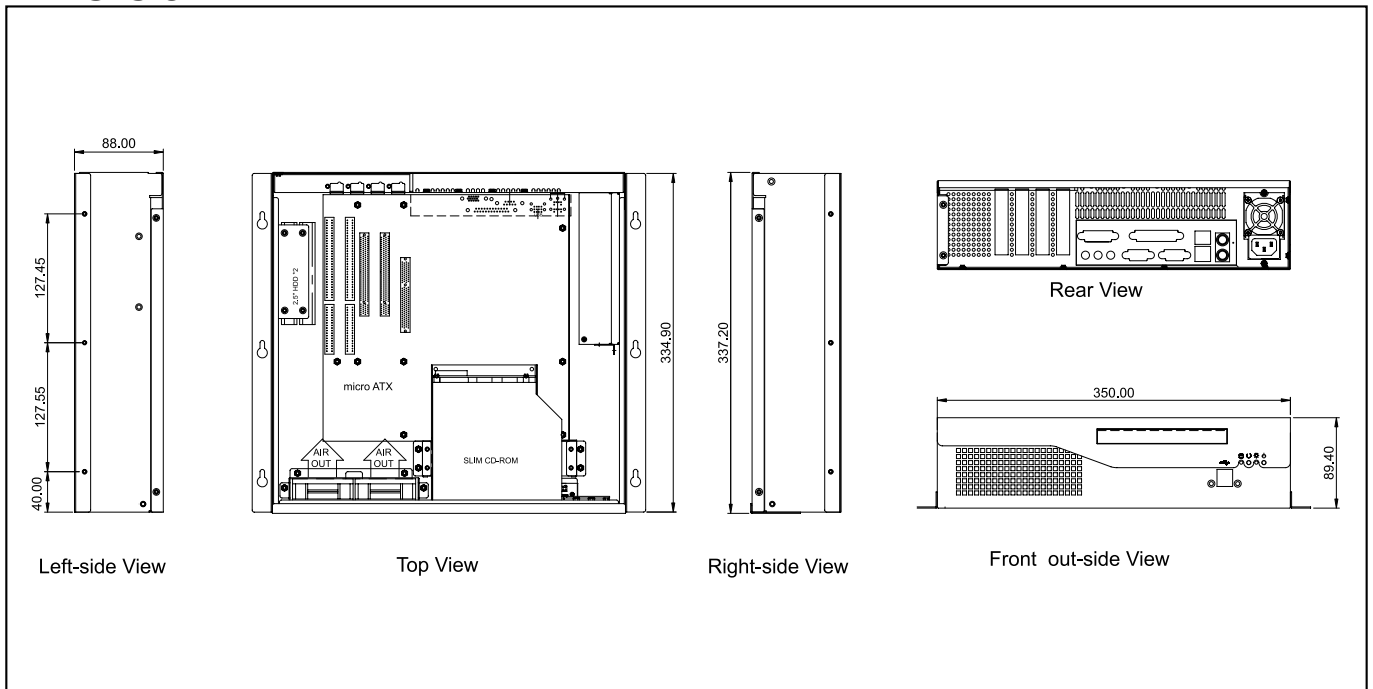 88.00
127.45
127.55
40.00
Left-side View
2.5" HDD *2
micro ATX
AIR
OUT
AIR
OUT
SLIM CD-ROM
334.90
Top View
337.20
Right-side View
Rear View
350.00
89.40
Front out-side View